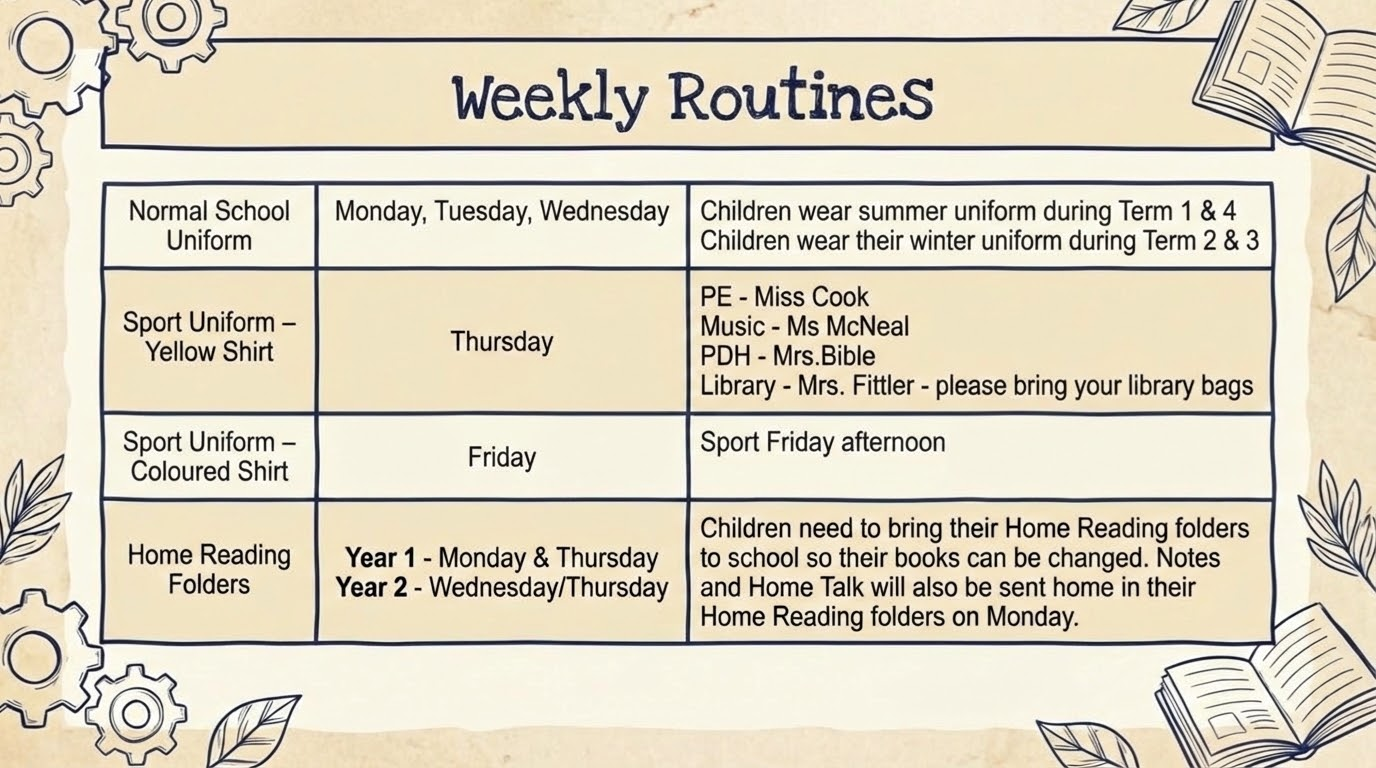 Weekly Routines
Normal School
Uniform
Monday, Tuesday, Wednesday
Children wear summer uniform during Term 1 & 4
Children wear their winter uniform during Term 2 & 3
Sport Uniform –
Yellow Shirt
Thursday
PE - Miss Cook
Music - Ms McNeal
PDH - Mrs.Bible
Library - Mrs. Fittler - please bring your library bags
Sport Uniform –
Coloured Shirt
Friday
Sport Friday afternoon
Home Reading
Folders
Year 1 - Monday & Thursday
Year 2 - Wednesday/Thursday
Children need to bring their Home Reading folders
to school so their books can be changed. Notes
and Home Talk will also be sent home in their
Home Reading folders on Monday.